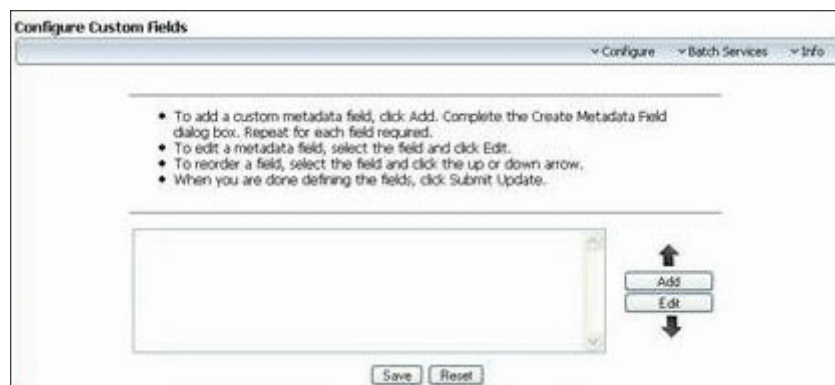 Configure Custom Fields
Configure Batch Services Info
• To add a custom metadata field, click Add. Complete the Create Metadata Field
dialog box. Repeat for each field required.
• To edit a metadata field, select the field and click Edit.
• To reorder a field, select the field and click the up or down arrow.
• When you are done defining the fields, click Submit Update.
Add
Edit
Save Reset